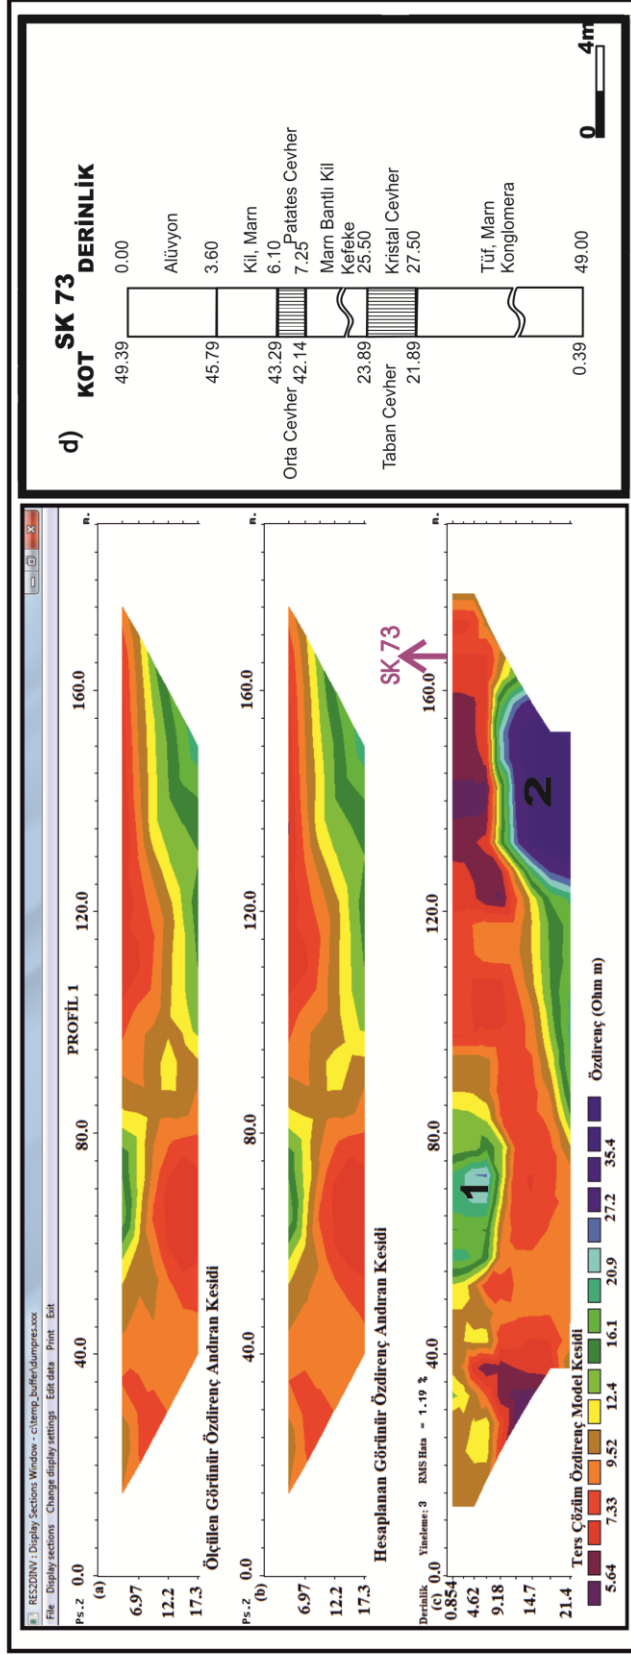 RES2DINV : Display Sections Window - c:\temp_buffer\dumpres.xxx
File Display sections Change display settings Edit data Print Exit
PROFİL 1
Ps.Z 0.0 40.0 80.0 120.0 160.0 m.
(a)
6.97
12.2
17.3
Ölçülen Görünür Özdirenç Andıran Kesidi
Ps.Z 0.0 40.0 80.0 120.0 160.0 m.
(b)
6.97
12.2
17.3
Hesaplanan Görünür Özdirenç Andıran Kesidi
SK 73
Derinlik Yineleme: 3 RMS Hata = 1.19 %
(c) 0.0 40.0 80.0 120.0 160.0 m.
0.854
4.62
9.18
14.7
21.4
1
2
Ters Çözüm Özdirenç Model Kesidi
5.64 7.33 9.52 12.4 16.1 20.9 27.2 35.4
Özdirenç (Ohm m)
d) SK 73
KOT DERİNLİK
49.39 0.00
Alüvyon
45.79 3.60
Kil, Marn
43.29 6.10
Orta Cevher Patates Cevher
42.14 7.25
Marn Bantlı Kil
Kefeke
23.89 25.50
Taban Cevher Kristal Cevher
21.89 27.50
Tüf, Marn
Konglomera
0.39 49.00
0 4m